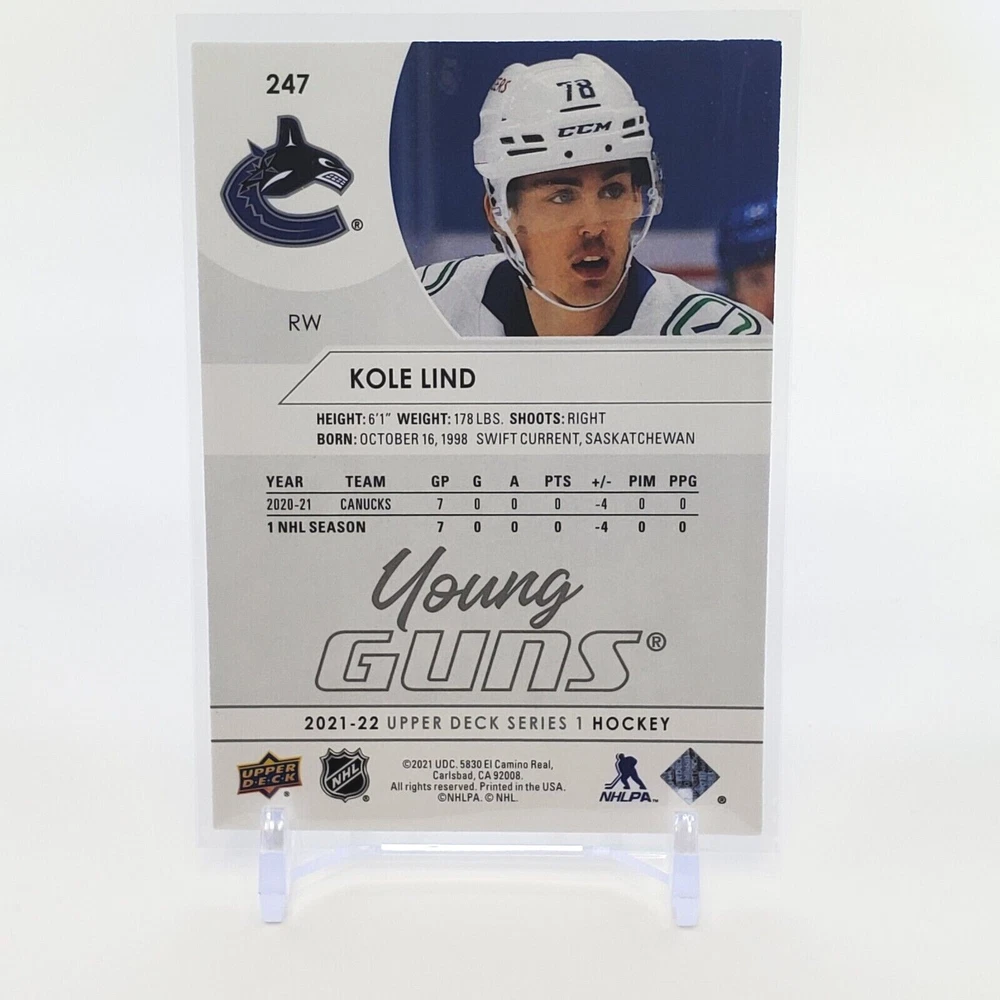 247
78
CCM
®
RW
KOLE LIND
HEIGHT: 6'1" WEIGHT: 178 LBS. SHOOTS: RIGHT
BORN: OCTOBER 16, 1998 SWIFT CURRENT, SASKATCHEWAN
YEAR TEAM GP G A PTS +/- PIM PPG
2020-21 CANUCKS 7 0 0 0 -4 0 0
1 NHL SEASON 7 0 0 0 -4 0 0
Young
GUNS®
2021-22 UPPER DECK SERIES 1 HOCKEY
UPPER DECK ®
NHL ®
©2021 UDC. 5830 El Camino Real,
Carlsbad, CA 92008.
All rights reserved. Printed in the USA.
©NHLPA. © NHL.
NHLPA™
®